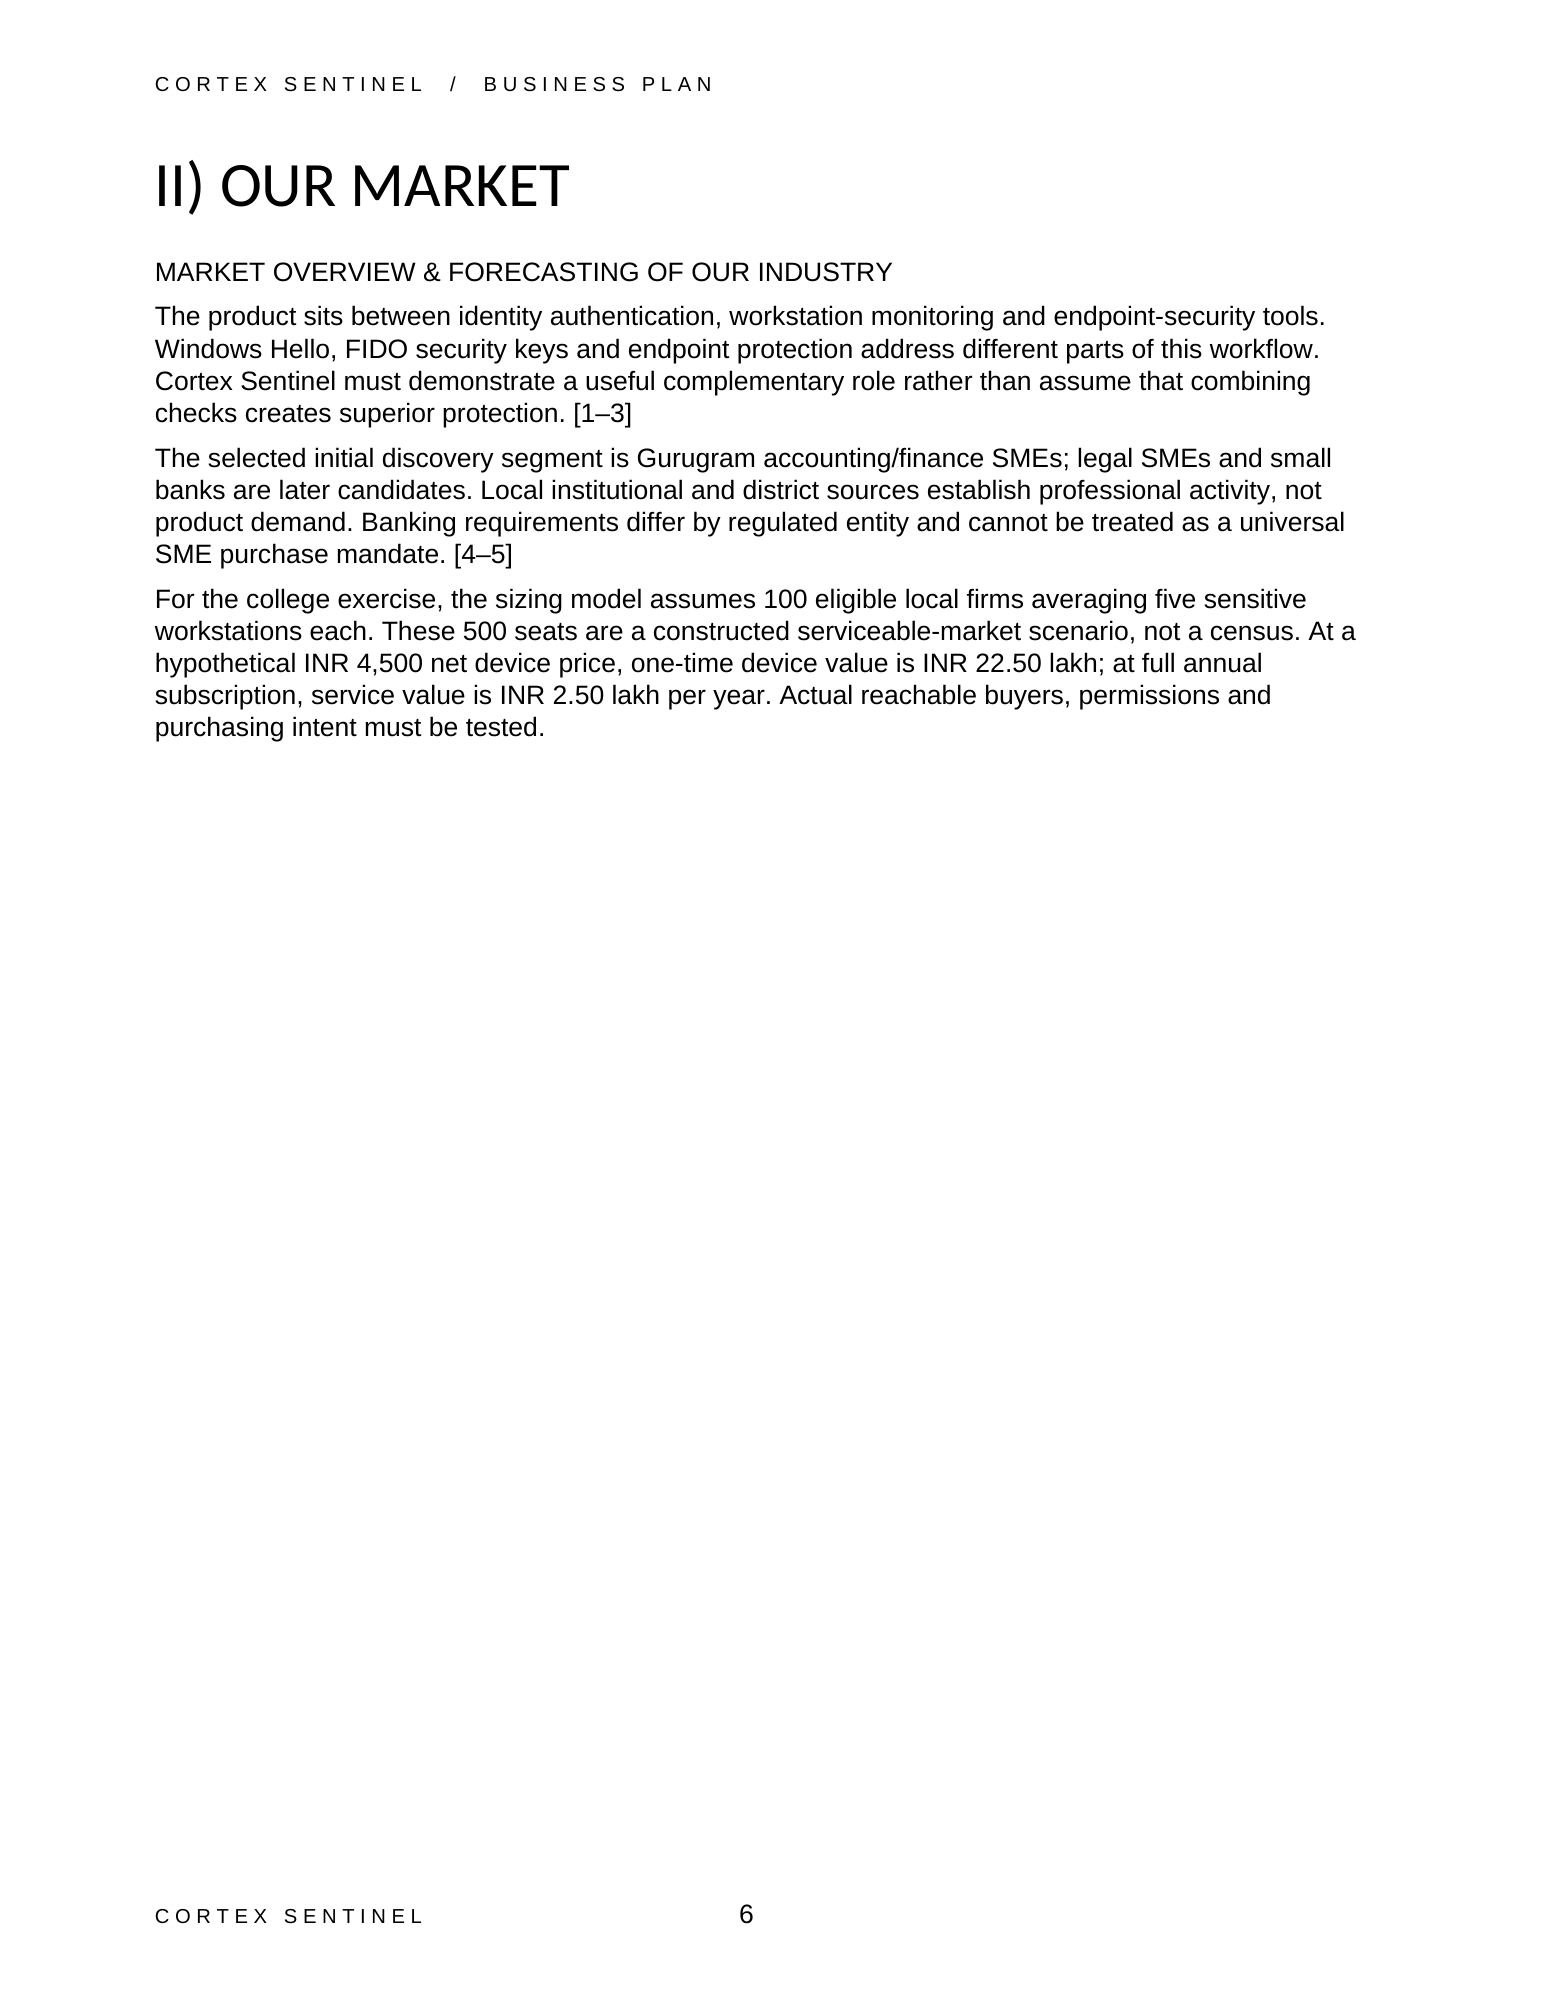 CORTEX SENTINEL / BUSINESS PLAN
II) OUR MARKET
MARKET OVERVIEW & FORECASTING OF OUR INDUSTRY
The product sits between identity authentication, workstation monitoring and endpoint-security tools.
Windows Hello, FIDO security keys and endpoint protection address different parts of this workflow.
Cortex Sentinel must demonstrate a useful complementary role rather than assume that combining
checks creates superior protection. [1–3]
The selected initial discovery segment is Gurugram accounting/finance SMEs; legal SMEs and small
banks are later candidates. Local institutional and district sources establish professional activity, not
product demand. Banking requirements differ by regulated entity and cannot be treated as a universal
SME purchase mandate. [4–5]
For the college exercise, the sizing model assumes 100 eligible local firms averaging five sensitive
workstations each. These 500 seats are a constructed serviceable-market scenario, not a census. At a
hypothetical INR 4,500 net device price, one-time device value is INR 22.50 lakh; at full annual
subscription, service value is INR 2.50 lakh per year. Actual reachable buyers, permissions and
purchasing intent must be tested.
CORTEX SENTINEL 6